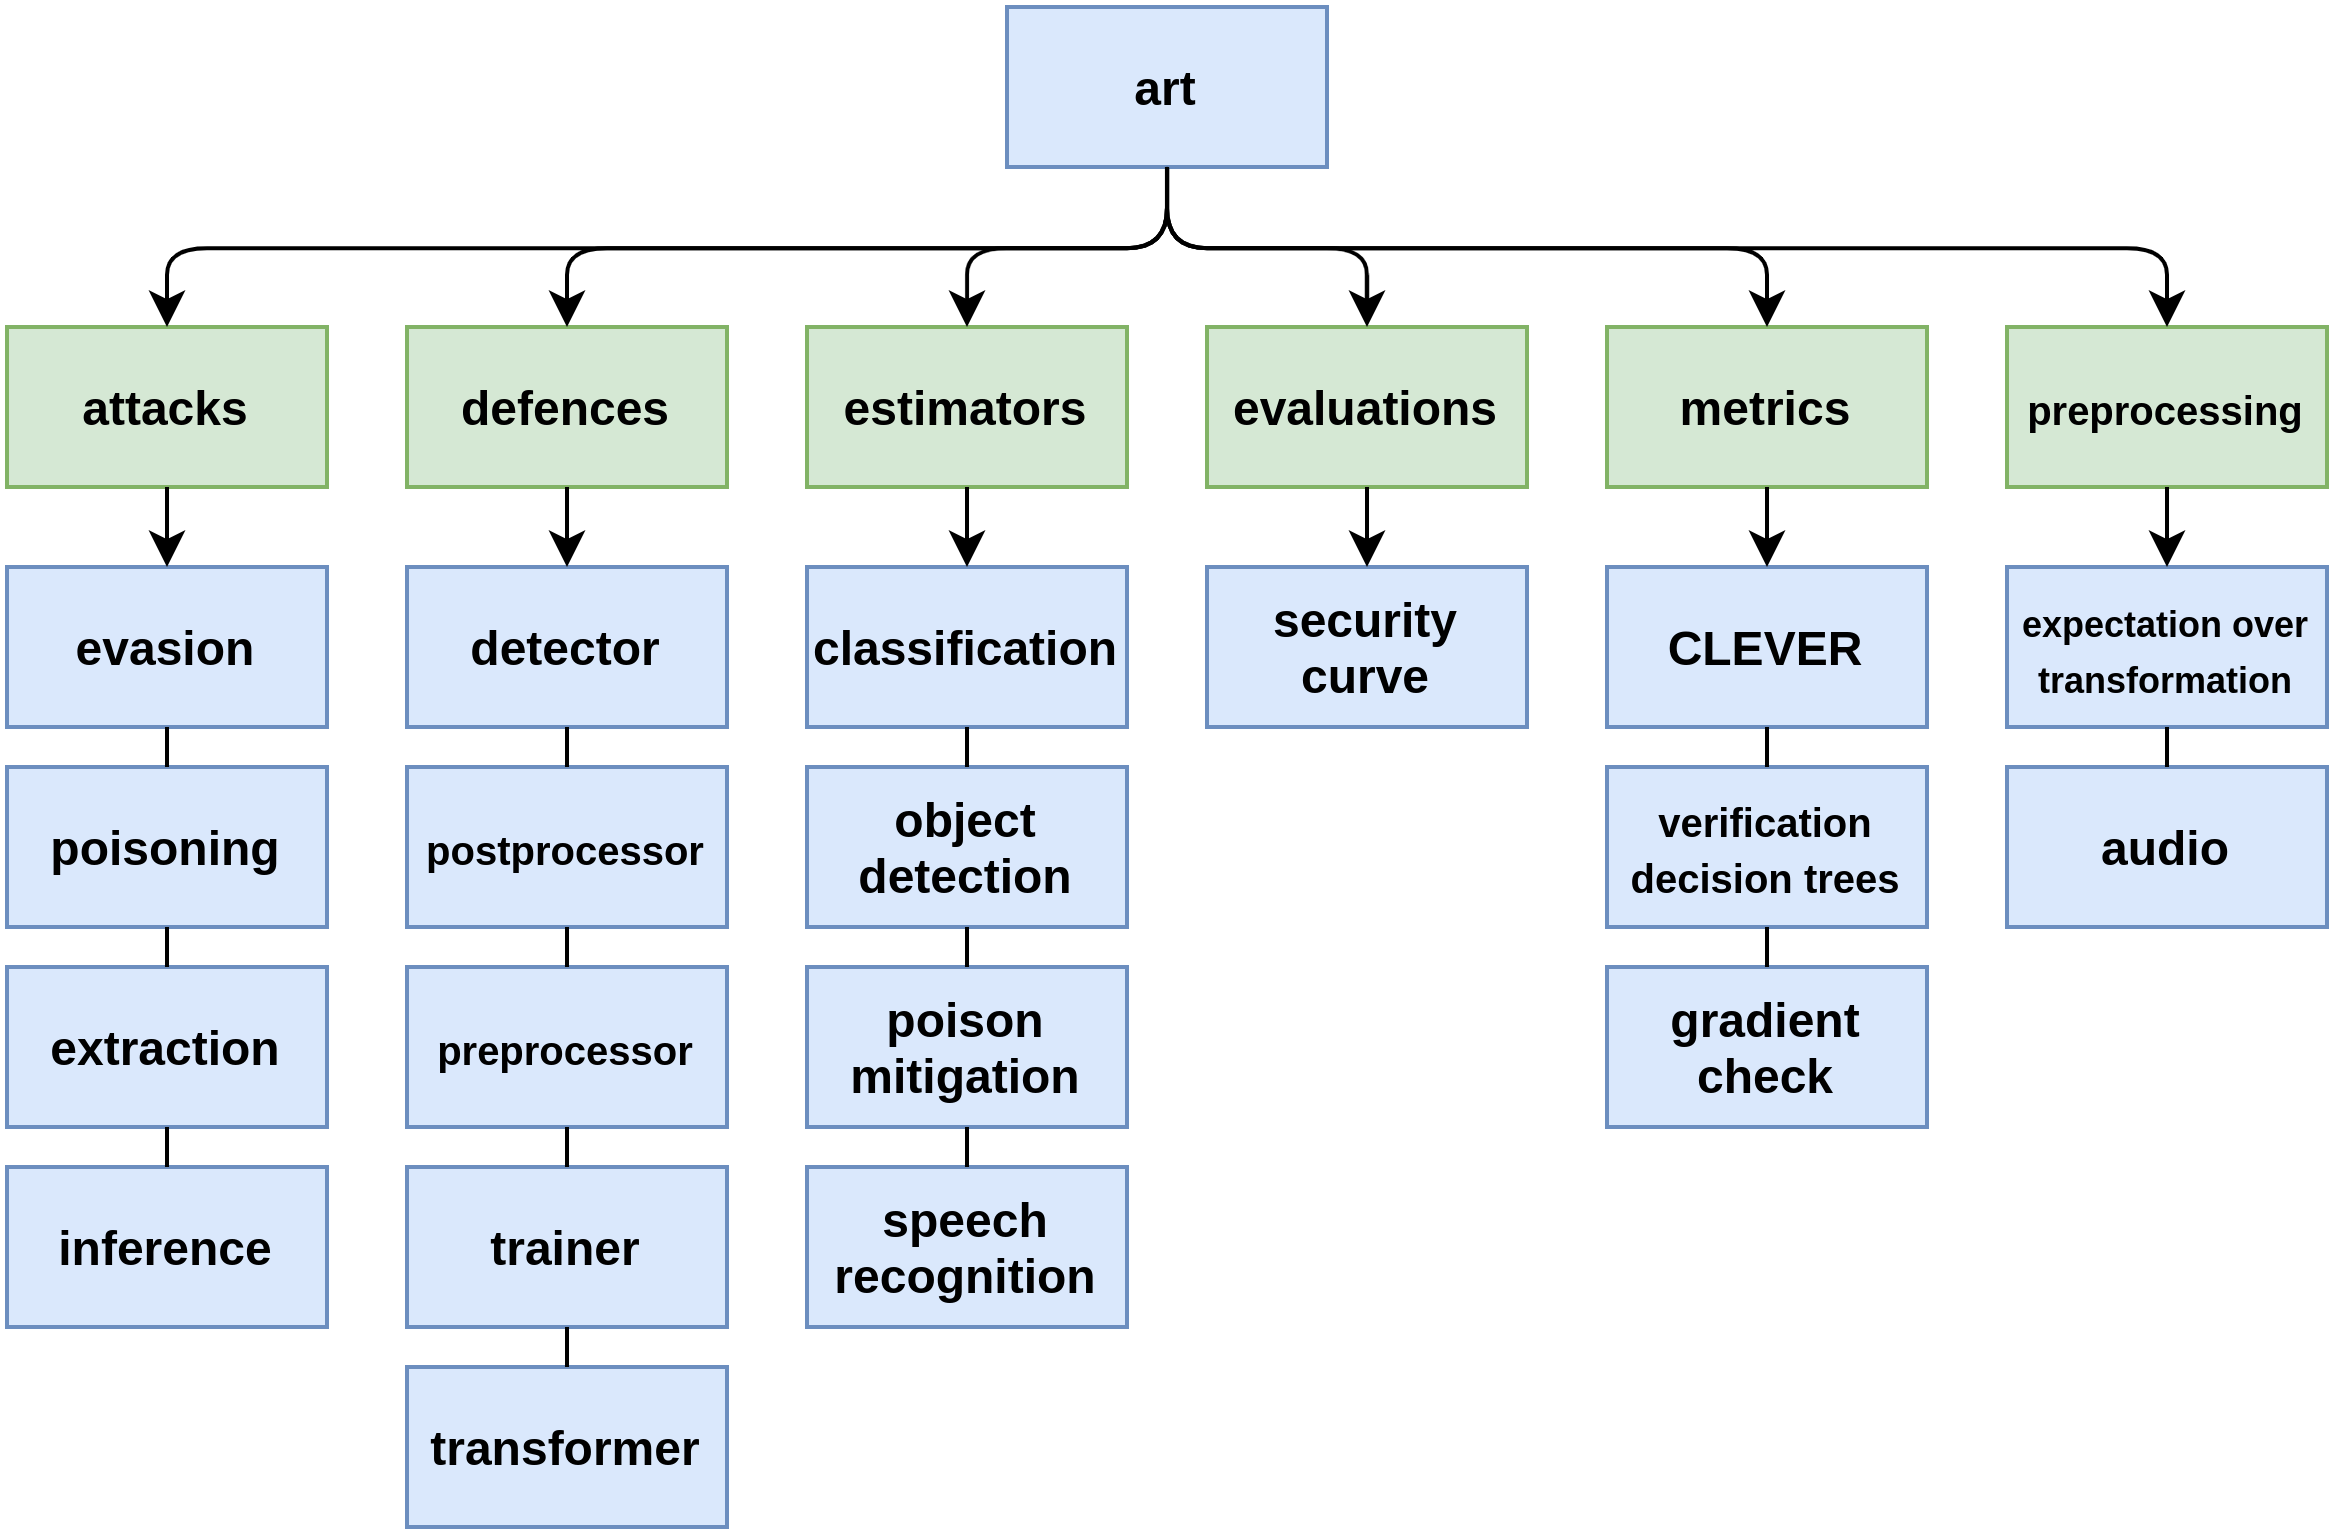 art
attacks
defences
estimators
evaluations
metrics
preprocessing
evasion
detector
classification
security
curve
CLEVER
expectation over
transformation
poisoning
postprocessor
object
detection
verification
decision trees
audio
extraction
preprocessor
poison
mitigation
gradient
check
inference
trainer
speech
recognition
transformer